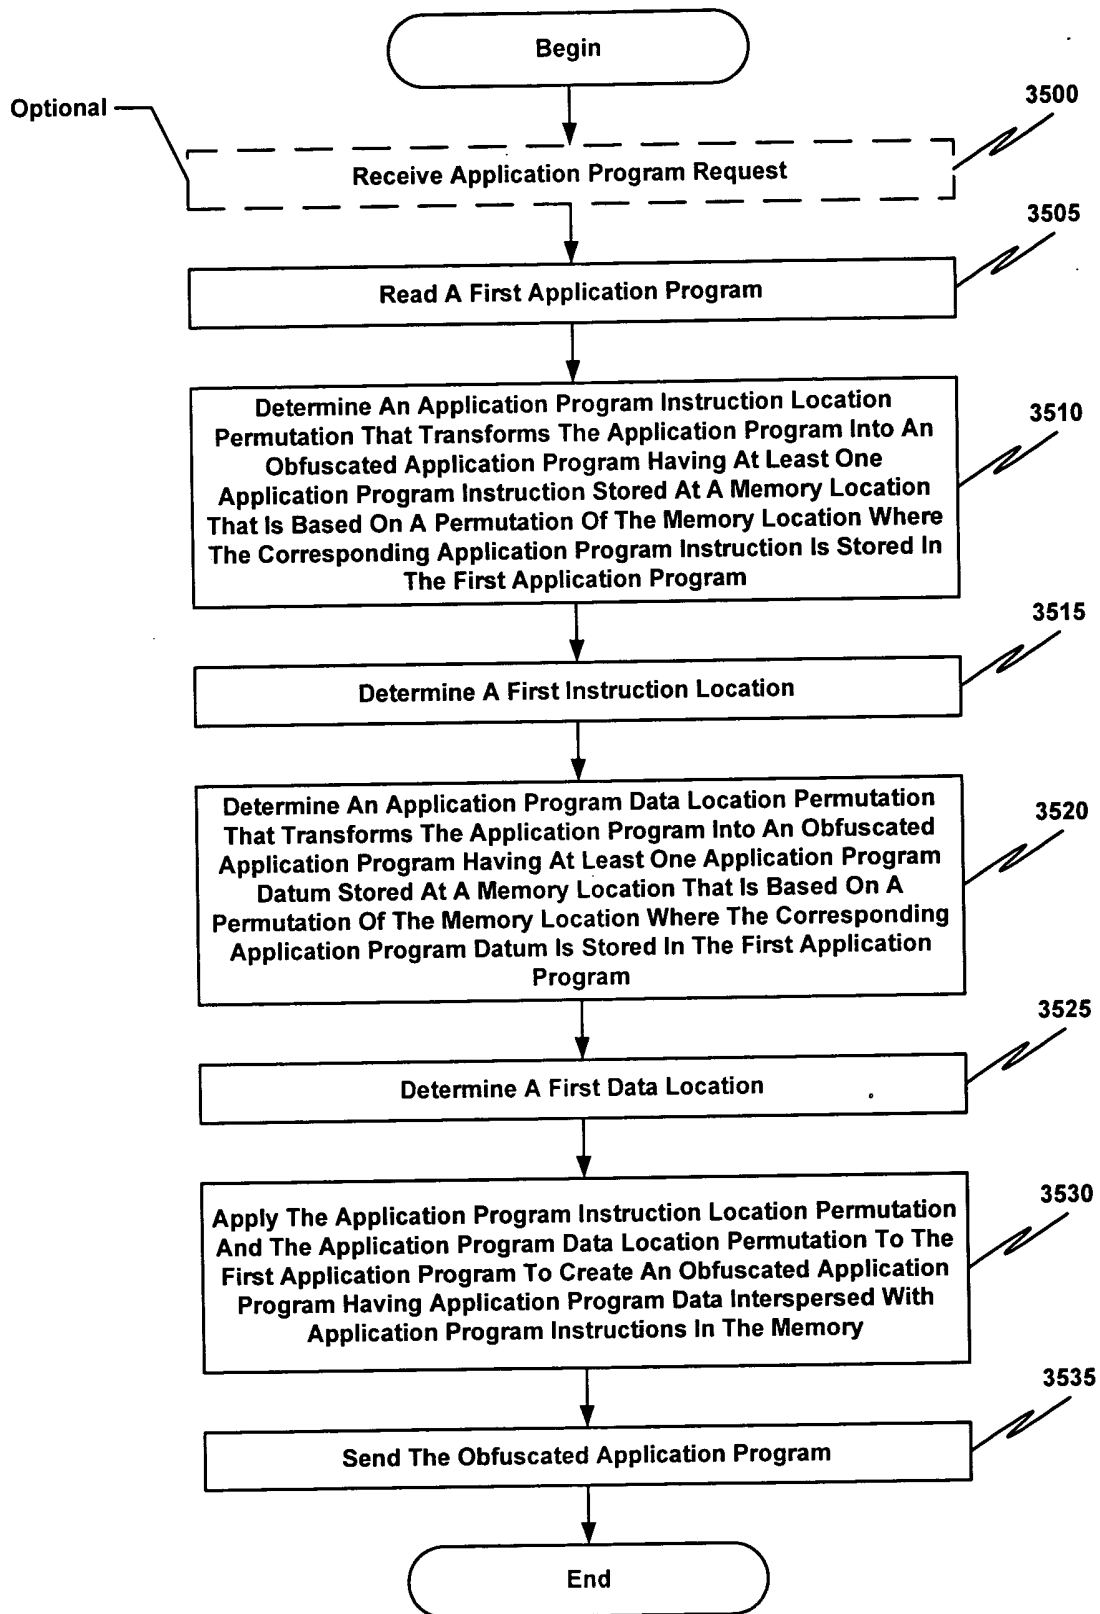 Begin
Optional
3500
Receive Application Program Request
3505
Read A First Application Program
3510
Determine An Application Program Instruction Location
Permutation That Transforms The Application Program Into An
Obfuscated Application Program Having At Least One
Application Program Instruction Stored At A Memory Location
That Is Based On A Permutation Of The Memory Location Where
The Corresponding Application Program Instruction Is Stored In
The First Application Program
3515
Determine A First Instruction Location
3520
Determine An Application Program Data Location Permutation
That Transforms The Application Program Into An Obfuscated
Application Program Having At Least One Application Program
Datum Stored At A Memory Location That Is Based On A
Permutation Of The Memory Location Where The Corresponding
Application Program Datum Is Stored In The First Application
Program
3525
Determine A First Data Location
3530
Apply The Application Program Instruction Location Permutation
And The Application Program Data Location Permutation To The
First Application Program To Create An Obfuscated Application
Program Having Application Program Data Interspersed With
Application Program Instructions In The Memory
3535
Send The Obfuscated Application Program
End